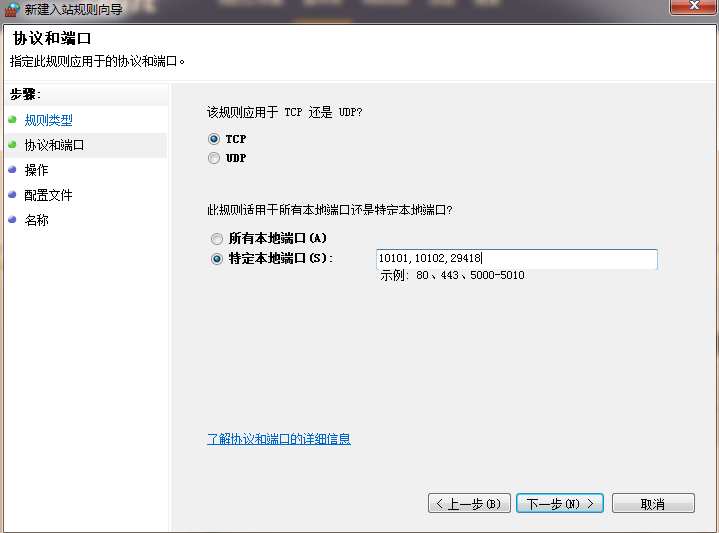 新建入站规则向导
协议和端口
指定此规则应用于的协议和端口。
步骤:
规则类型
协议和端口
操作
配置文件
名称
该规则应用于 TCP 还是 UDP?
TCP
UDP
此规则适用于所有本地端口还是特定本地端口?
所有本地端口(A)
特定本地端口(S):
10101,10102,29418
示例: 80、443、5000-5010
了解协议和端口的详细信息
< 上一步(B)
下一步(N) >
取消